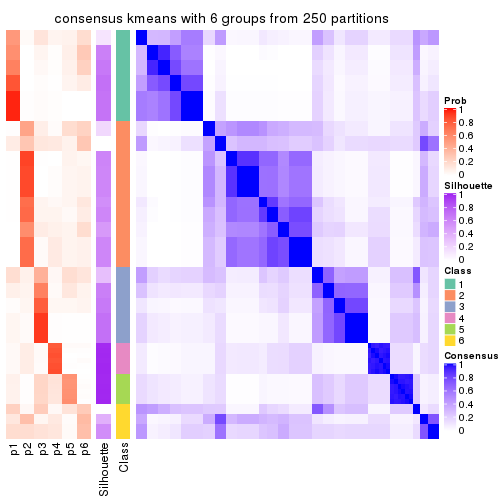 consensus kmeans with 6 groups from 250 partitions
Prob
1
0.8
0.6
0.4
0.2
0
Silhouette
1
0.8
0.6
0.4
0.2
0
Class
1
2
3
4
5
6
Consensus
1
0.8
0.6
0.4
0.2
0
p1
p2
p3
p4
p5
p6
Silhouette
Class